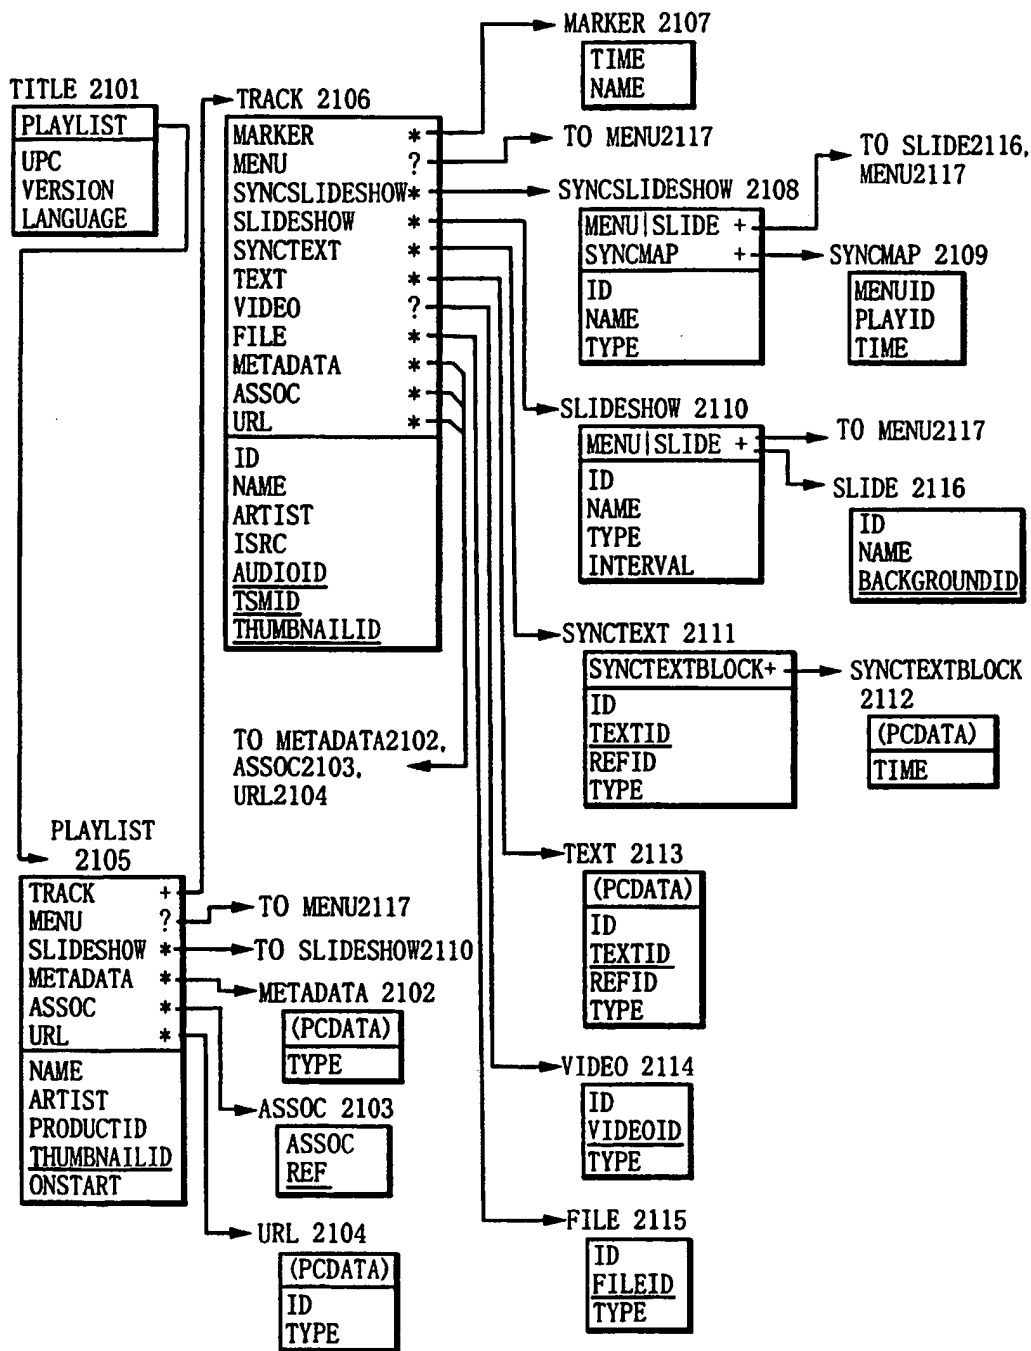 TITLE 2101
PLAYLIST
UPC
VERSION
LANGUAGE
TRACK 2106
MARKER *
MENU ?
SYNCSLIDESHOW*
SLIDESHOW *
SYNCTEXT *
TEXT *
VIDEO ?
FILE *
METADATA *
ASSOC *
URL *
ID
NAME
ARTIST
ISRC
AUDIOID
TSMID
THUMBNAILID
TO METADATA2102,
ASSOC2103,
URL2104
MARKER 2107
TIME
NAME
TO MENU2117
SYNCSLIDESHOW 2108
MENU|SLIDE +
SYNCMAP +
ID
NAME
TYPE
TO SLIDE2116,
MENU2117
SYNCMAP 2109
MENUID
PLAYID
TIME
SLIDESHOW 2110
MENU|SLIDE +
ID
NAME
TYPE
INTERVAL
TO MENU2117
SLIDE 2116
ID
NAME
BACKGROUNDID
SYNCTEXT 2111
SYNCTEXTBLOCK+
ID
TEXTID
REFID
TYPE
SYNCTEXTBLOCK
2112
(PCDATA)
TIME
TEXT 2113
(PCDATA)
ID
TEXTID
REFID
TYPE
VIDEO 2114
ID
VIDEOID
TYPE
FILE 2115
ID
FILEID
TYPE
PLAYLIST
2105
TRACK +
MENU ?
SLIDESHOW *
METADATA *
ASSOC *
URL *
NAME
ARTIST
PRODUCTID
THUMBNAILID
ONSTART
TO MENU2117
TO SLIDESHOW2110
METADATA 2102
(PCDATA)
TYPE
ASSOC 2103
ASSOC
REF
URL 2104
(PCDATA)
ID
TYPE